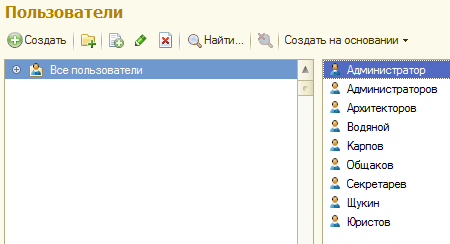 Пользователи
Создать Найти... Создать на основании
Все пользователи
Администратор
Администраторов
Архитекторов
Водяной
Карпов
Общаков
Секретарев
Щукин
Юристов